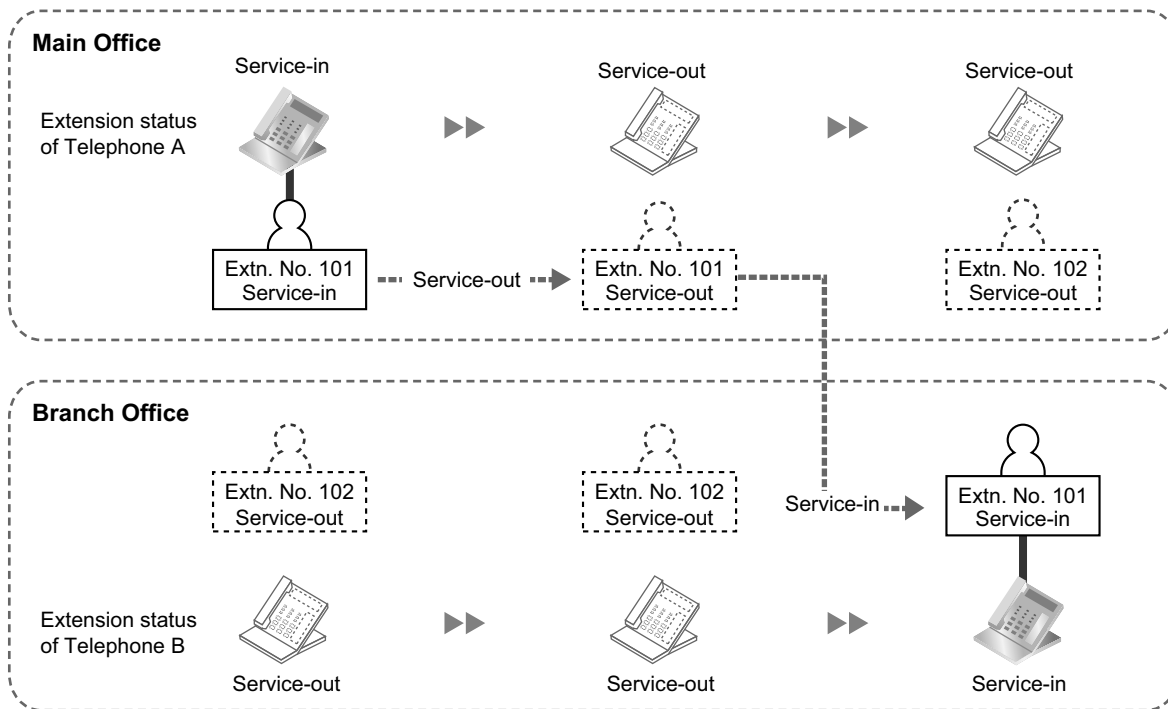 Main Office
Service-in
Service-out
Service-out
Extension status
of Telephone A
Extn. No. 101
Service-in
Service-out
Extn. No. 101
Service-out
Extn. No. 102
Service-out
Branch Office
Extn. No. 102
Service-out
Extn. No. 102
Service-out
Service-in
Extn. No. 101
Service-in
Extension status
of Telephone B
Service-out
Service-out
Service-in